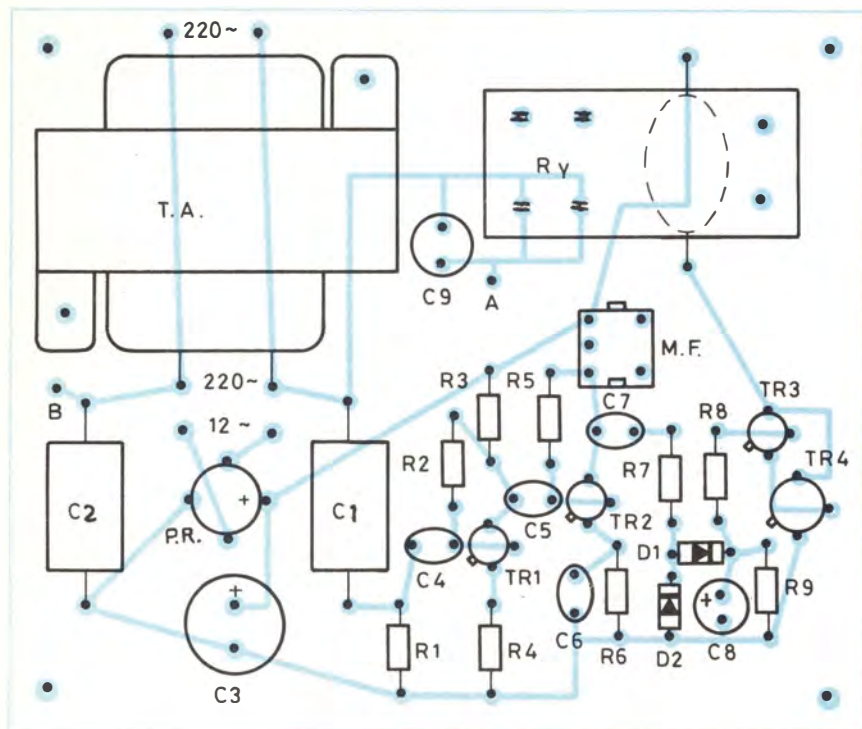 220~
T.A.
Ry
C9
A
M.F.
220~
B
R3
R5
C7
TR3
12~
R8
TR4
R2
R7
C2
+
C1
P.R.
C5
TR2
D1
C4
TR1
+
C6
+
R9
R1
R4
R6
D2
C8
C3